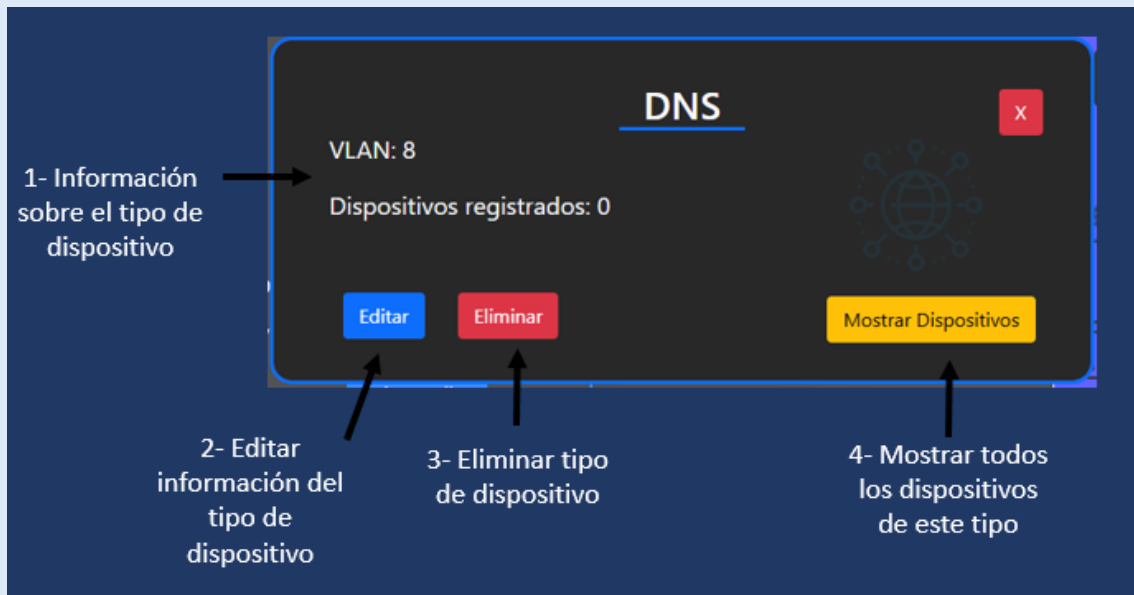 DNS
X
VLAN: 8
Dispositivos registrados: 0
Editar
Eliminar
Mostrar Dispositivos
1- Información
sobre el tipo de
dispositivo
2- Editar
información del
tipo de
dispositivo
3- Eliminar tipo
de dispositivo
4- Mostrar todos
los dispositivos
de este tipo